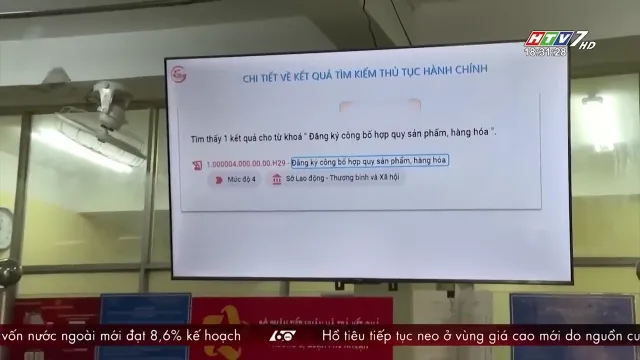 HTV7 HD
18:31:28
CHI TIẾT VỀ KẾT QUẢ TÌM KIẾM THỦ TỤC HÀNH CHÍNH
Tìm thấy 1 kết quả cho từ khoá " Đăng ký công bố hợp quy sản phẩm, hàng hóa ".
1.000004.000.00.00.H29 - Đăng ký công bố hợp quy sản phẩm, hàng hóa
Mức độ 4 Sở Lao động - Thương binh và Xã hội
vốn nước ngoài mới đạt 8,6% kế hoạch 60 Hồ tiêu tiếp tục neo ở vùng giá cao mới do nguồn cu